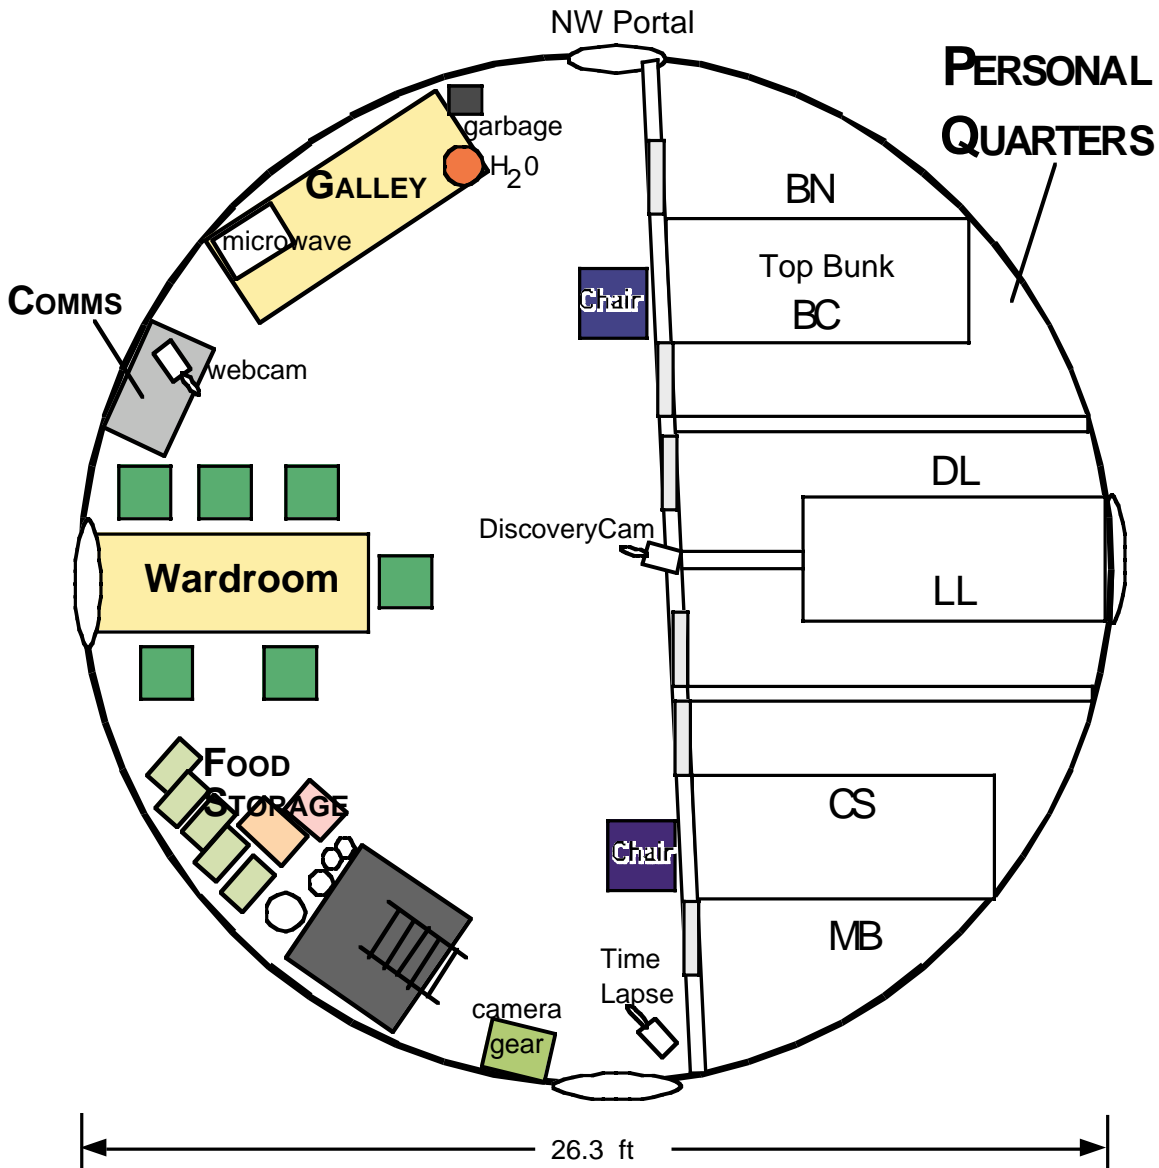 NW Portal
PERSONAL
QUARTERS
garbage
H20
GALLEY
BN
microwave
Top Bunk
Chair
BC
COMMS
webcam
DL
DiscoveryCam
Wardroom
LL
FOOD
STORAGE
CS
Chair
MB
Time
Lapse
camera
gear
26.3 ft